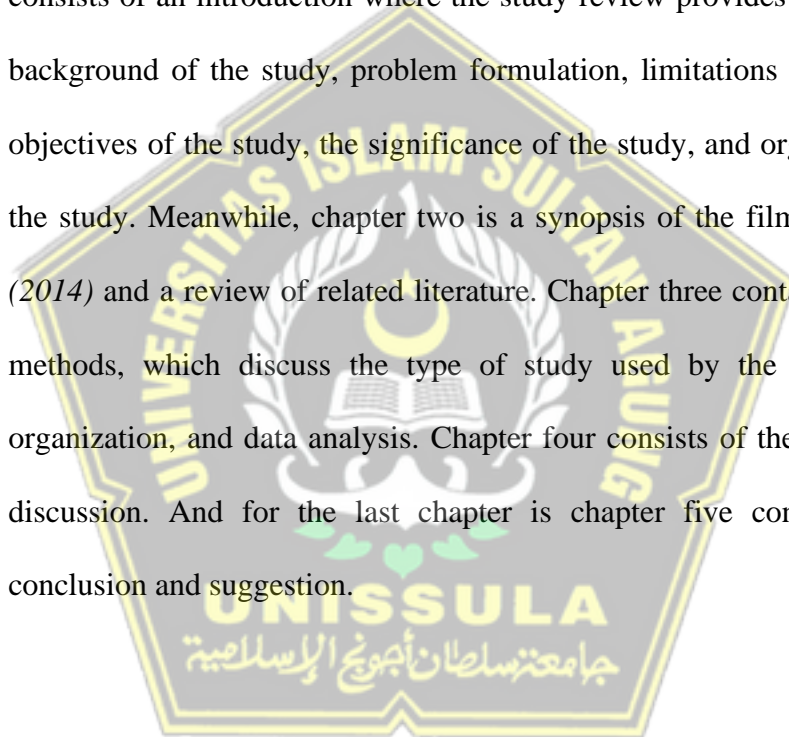 consists of an introduction where the study review provides
background of the study, problem formulation, limitations
objectives of the study, the significance of the study, and or
the study. Meanwhile, chapter two is a synopsis of the film
(2014) and a review of related literature. Chapter three cont
methods, which discuss the type of study used by the
organization, and data analysis. Chapter four consists of the
discussion. And for the last chapter is chapter five con
conclusion and suggestion.
UNIVERSITAS ISLAM SULTAN AGUNG
UNISSULA
جامعة سلطان أجونج الإسلامية